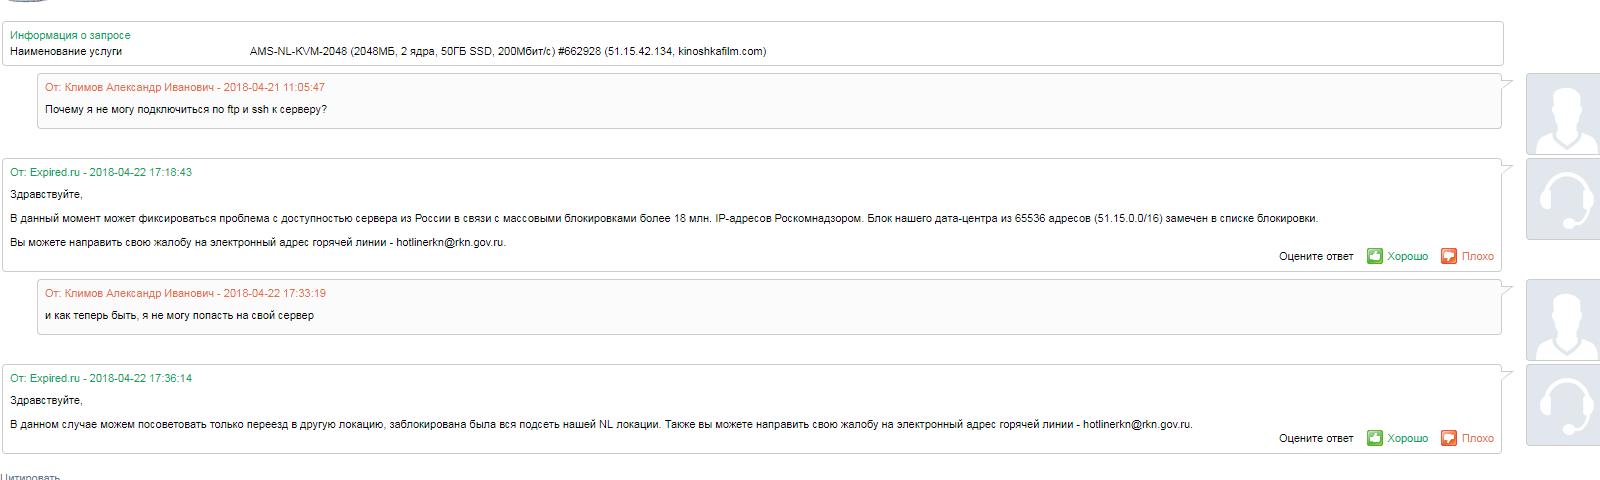 Информация о запросе
Наименование услуги AMS-NL-KVM-2048 (2048МБ, 2 ядра, 50ГБ SSD, 200Мбит/с) #662928 (51.15.42.134, kinoshkafilm.com)
От: Климов Александр Иванович - 2018-04-21 11:05:47
Почему я не могу подключиться по ftp и ssh к серверу?
От: Expired.ru - 2018-04-22 17:18:43
Здравствуйте,
В данный момент может фиксироваться проблема с доступностью сервера из России в связи с массовыми блокировками более 18 млн. IP-адресов Роскомнадзором. Блок нашего дата-центра из 65536 адресов (51.15.0.0/16) замечен в списке блокировки.
Вы можете направить свою жалобу на электронный адрес горячей линии - hotlinerkn@rkn.gov.ru.
Оцените ответ Хорошо Плохо
От: Климов Александр Иванович - 2018-04-22 17:33:19
и как теперь быть, я не могу попасть на свой сервер
От: Expired.ru - 2018-04-22 17:36:14
Здравствуйте,
В данном случае можем посоветовать только переезд в другую локацию, заблокирована была вся подсеть нашей NL локации. Также вы можете направить свою жалобу на электронный адрес горячей линии - hotlinerkn@rkn.gov.ru.
Оцените ответ Хорошо Плохо
Цитировать